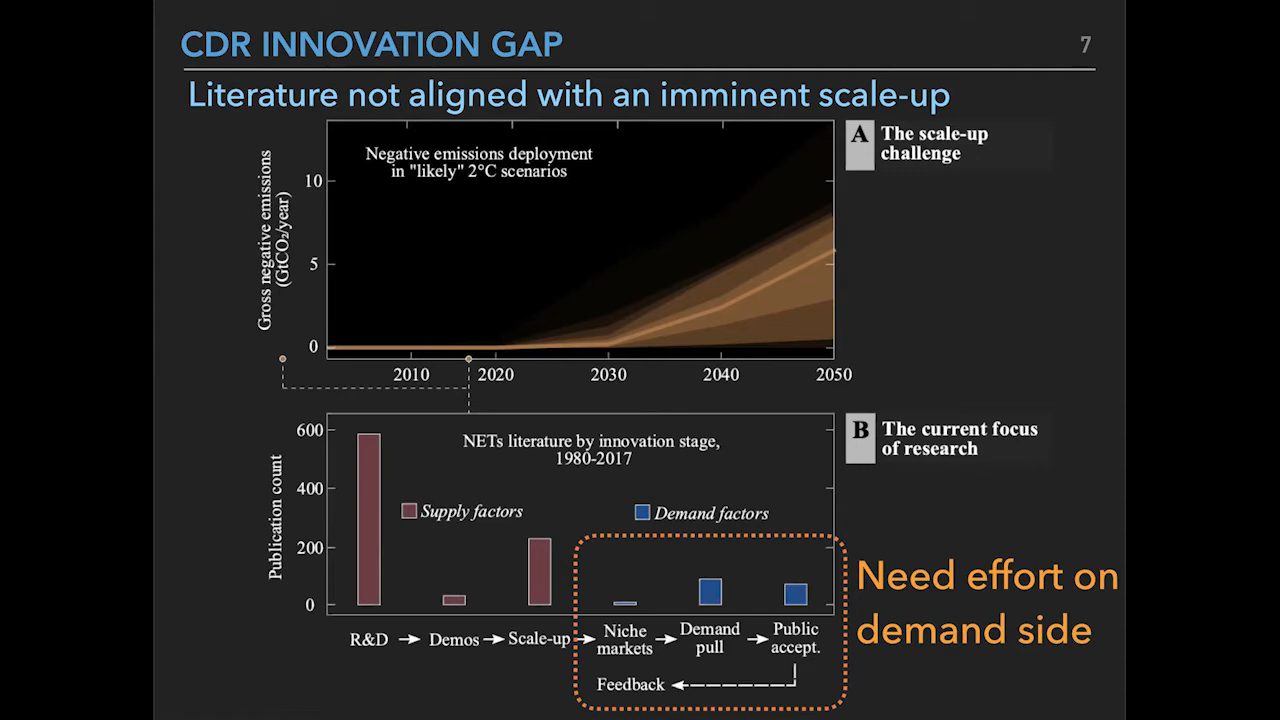 CDR INNOVATION GAP
7
Literature not aligned with an imminent scale-up
Negative emissions deployment
in "likely" 2°C scenarios
Gross negative emissions
(GtCO₂/year)
10
5
0
2010
2020
2030
2040
2050
A
The scale-up
challenge
NETs literature by innovation stage,
1980-2017
Publication count
600
400
200
0
Supply factors
Demand factors
B
The current focus
of research
R&D
Demos
Scale-up
Niche
markets
Demand
pull
Public
accept.
Feedback
Need effort on
demand side